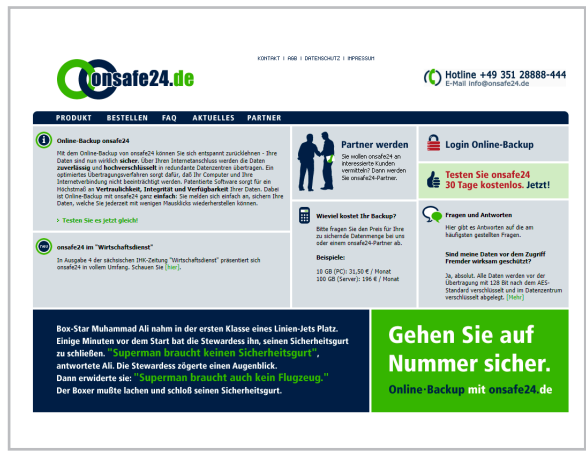 KONTAKT | AGB | DATENSCHUTZ | IMPRESSUM
onsafe24.de
Hotline +49 351 28888-444
E-Mail info@onsafe24.de
PRODUKT BESTELLEN FAQ AKTUELLES PARTNER
Online-Backup onsafe24
Mit dem Online-Backup von onsafe24 können Sie sich entspannt zurücklehnen - Ihre
Daten sind nun wirklich sicher. Über Ihren Internetanschluss werden die Daten
zuverlässig und hochverschlüsselt in redundante Datenzentren übertragen. Ein
optimiertes Übertragungsverfahren sorgt dafür, daß Ihr Computer und Ihre
Internetverbindung nicht beeinträchtigt werden. Patentierte Software sorgt für ein
Höchstmaß an Vertraulichkeit, Integrität und Verfügbarkeit Ihrer Daten. Dabei
ist Online-Backup mit onsafe24 ganz einfach: Sie melden sich einfach an, sichern Ihre
Daten, welche Sie jederzeit mit wenigen Mausklicks wiederherstellen können.
> Testen Sie es jetzt gleich!
neu
onsafe24 im "Wirtschaftsdienst"
In Ausgabe 4 der sächsischen IHK-Zeitung "Wirtschaftsdienst" präsentiert sich
onsafe24 in vollem Umfang. Schauen Sie [hier].
Partner werden
Sie wollen onsafe24 an
interessierte Kunden
vermitteln? Dann werden
Sie onsafe24-Partner.
Wieviel kostet Ihr Backup?
Bitte fragen Sie den Preis für Ihre
zu sichernde Datenmenge bei uns
oder einem onsafe24-Partner ab.
Beispiele:
10 GB (PC): 31,50 € / Monat
100 GB (Server): 196 € / Monat
Login Online-Backup
Testen Sie onsafe24
30 Tage kostenlos. Jetzt!
Fragen und Antworten
Hier gibt es Antworten auf die am
häufigsten gestellten Fragen.
Sind meine Daten vor dem Zugriff
Fremder wirksam geschützt?
Ja, absolut. Alle Daten werden vor der
Übertragung mit 128 Bit nach dem AES-
Standard verschlüsselt und im Datenzentrum
verschlüsselt abgelegt. [Mehr]
Box-Star Muhammad Ali nahm in der ersten Klasse eines Linien-Jets Platz.
Einige Minuten vor dem Start bat die Stewardess ihn, seinen Sicherheitsgurt
zu schließen. "Superman braucht keinen Sicherheitsgurt",
antwortete Ali. Die Stewardess zögerte einen Augenblick.
Dann erwiderte sie: "Superman braucht auch kein Flugzeug."
Der Boxer mußte lachen und schloß seinen Sicherheitsgurt.
Gehen Sie auf
Nummer sicher.
Online-Backup mit onsafe24.de